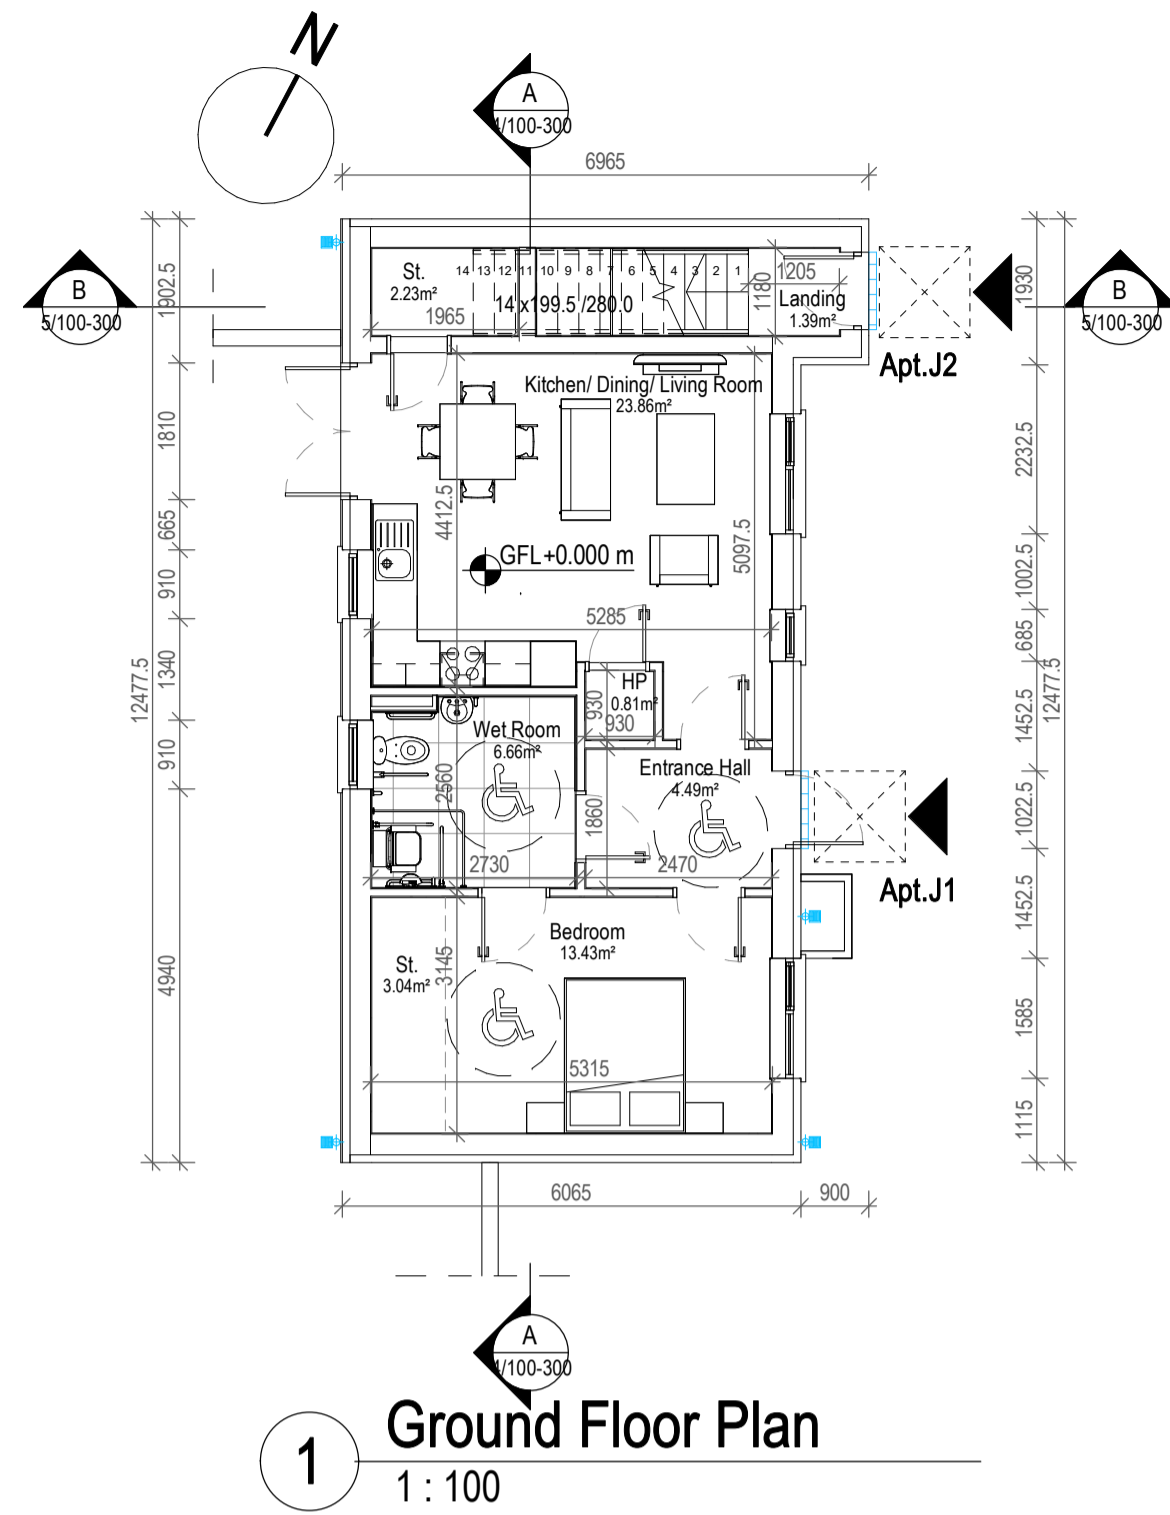 N
A
4/100-300
6965
B
5/100-300
B
5/100-300
1902.5
1930
St.
2.23m²
14 13 12 11 10 9 8 7 6 5 4 3 2 1
14 x199.5 /280.0
1965
1180
1205
Landing
1.39m²
Apt.J2
Kitchen/ Dining/ Living Room
23.86m²
1810
2232.5
4412.5
665
GFL+0.000 m
5097.5
910
1002.5
5285
685
1340
12477.5
12477.5
HP
0.81m²
930
930
1452.5
Wet Room
6.66m²
910
Entrance Hall
4.49m²
2560
1860
1022.5
2730
2470
Apt.J1
1452.5
Bedroom
13.43m²
St.
3.04m²
3145
4940
1585
5315
1115
6065
900
A
4/100-300
1
Ground Floor Plan
1 : 100